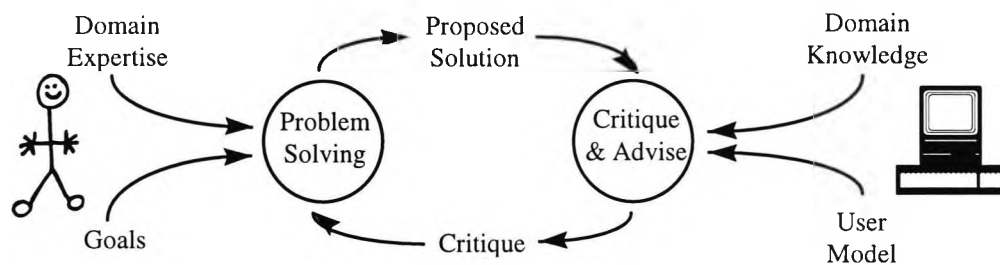 Domain
Expertise
Proposed
Solution
Domain
Knowledge
Problem
Solving
Critique
& Advise
Goals
Critique
User
Model